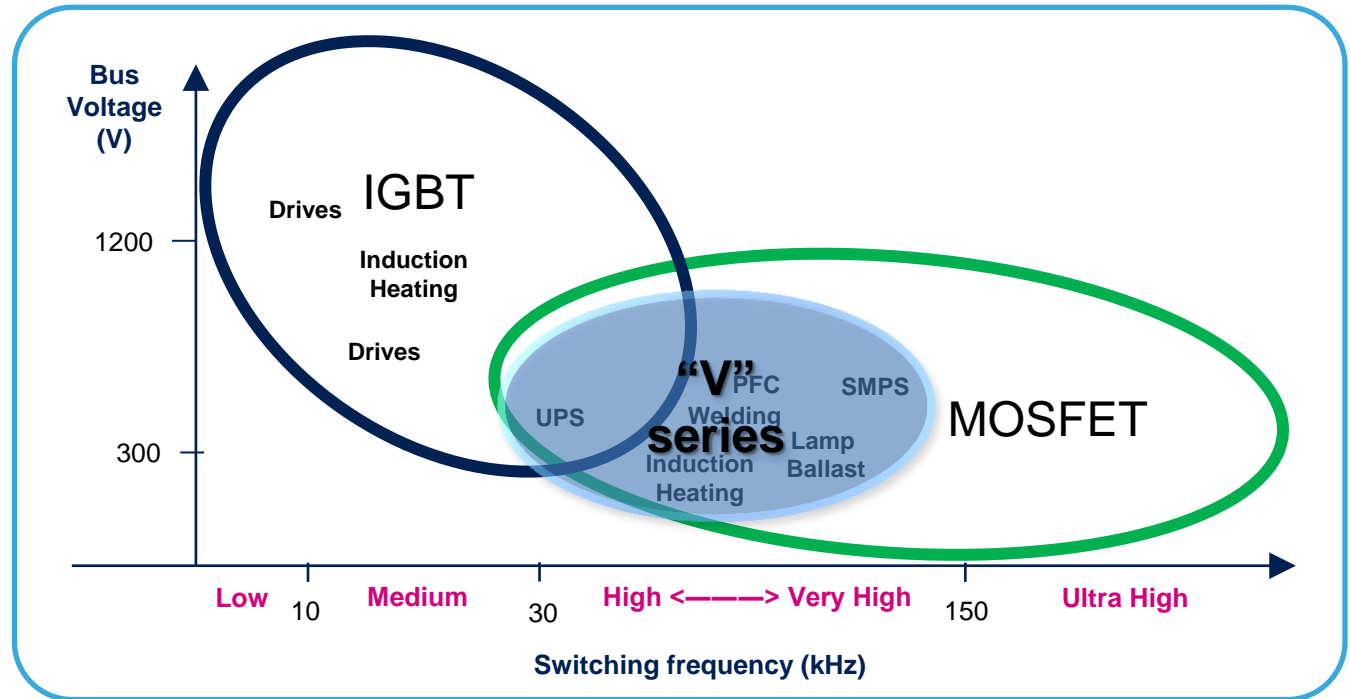 Bus
Voltage
(V)
IGBT
Drives
1200
Induction
Heating
Drives
“V”
PFC
SMPS
UPS
Welding
MOSFET
series
Lamp
Ballast
300
Induction
Heating
Low
10
Medium
30
High <———> Very High
150
Ultra High
Switching frequency (kHz)